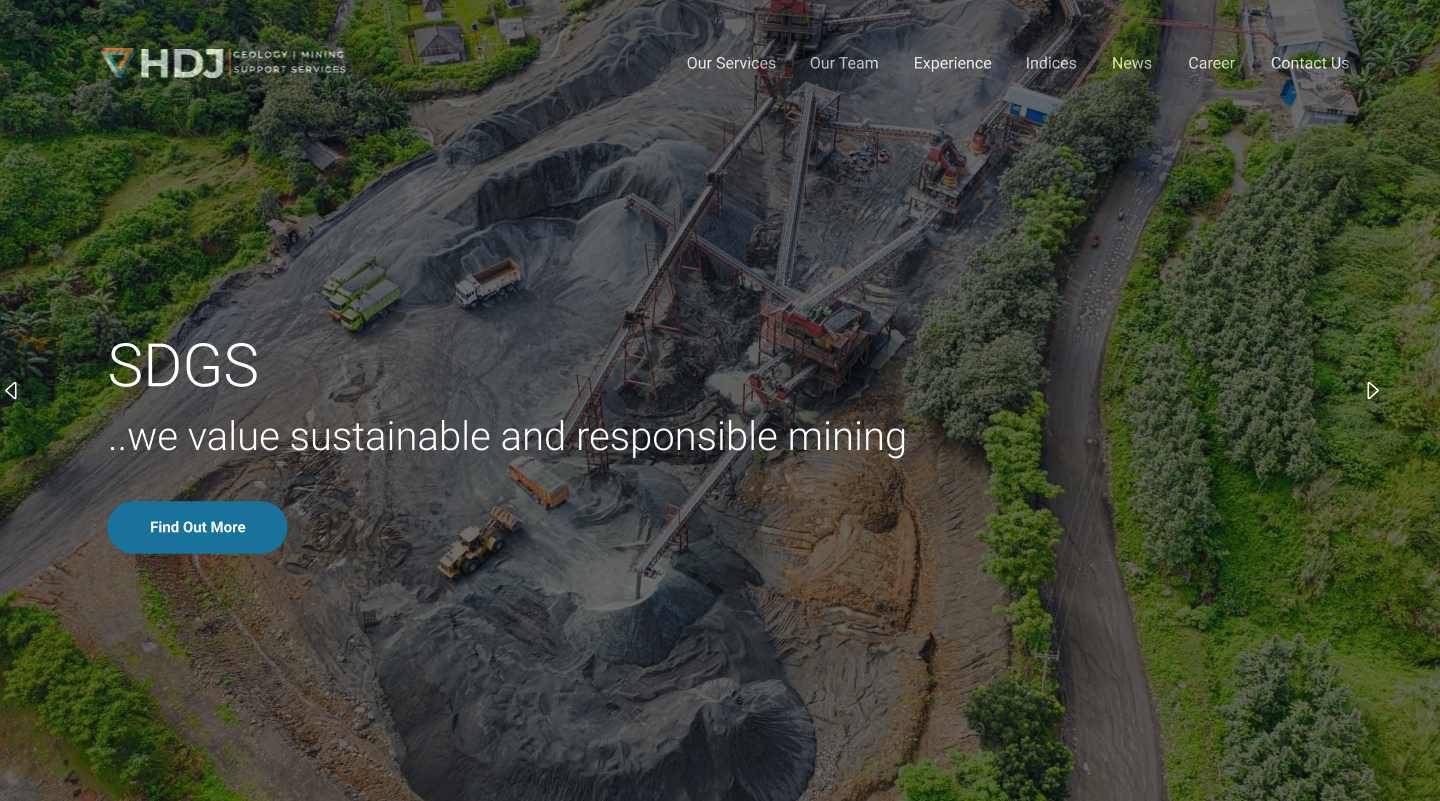 HDJ
GEOLOGY | MINING
SUPPORT SERVICES
Our Services
Our Team
Experience
Indices
News
Career
Contact Us
SDGS
..we value sustainable and responsible mining
Find Out More